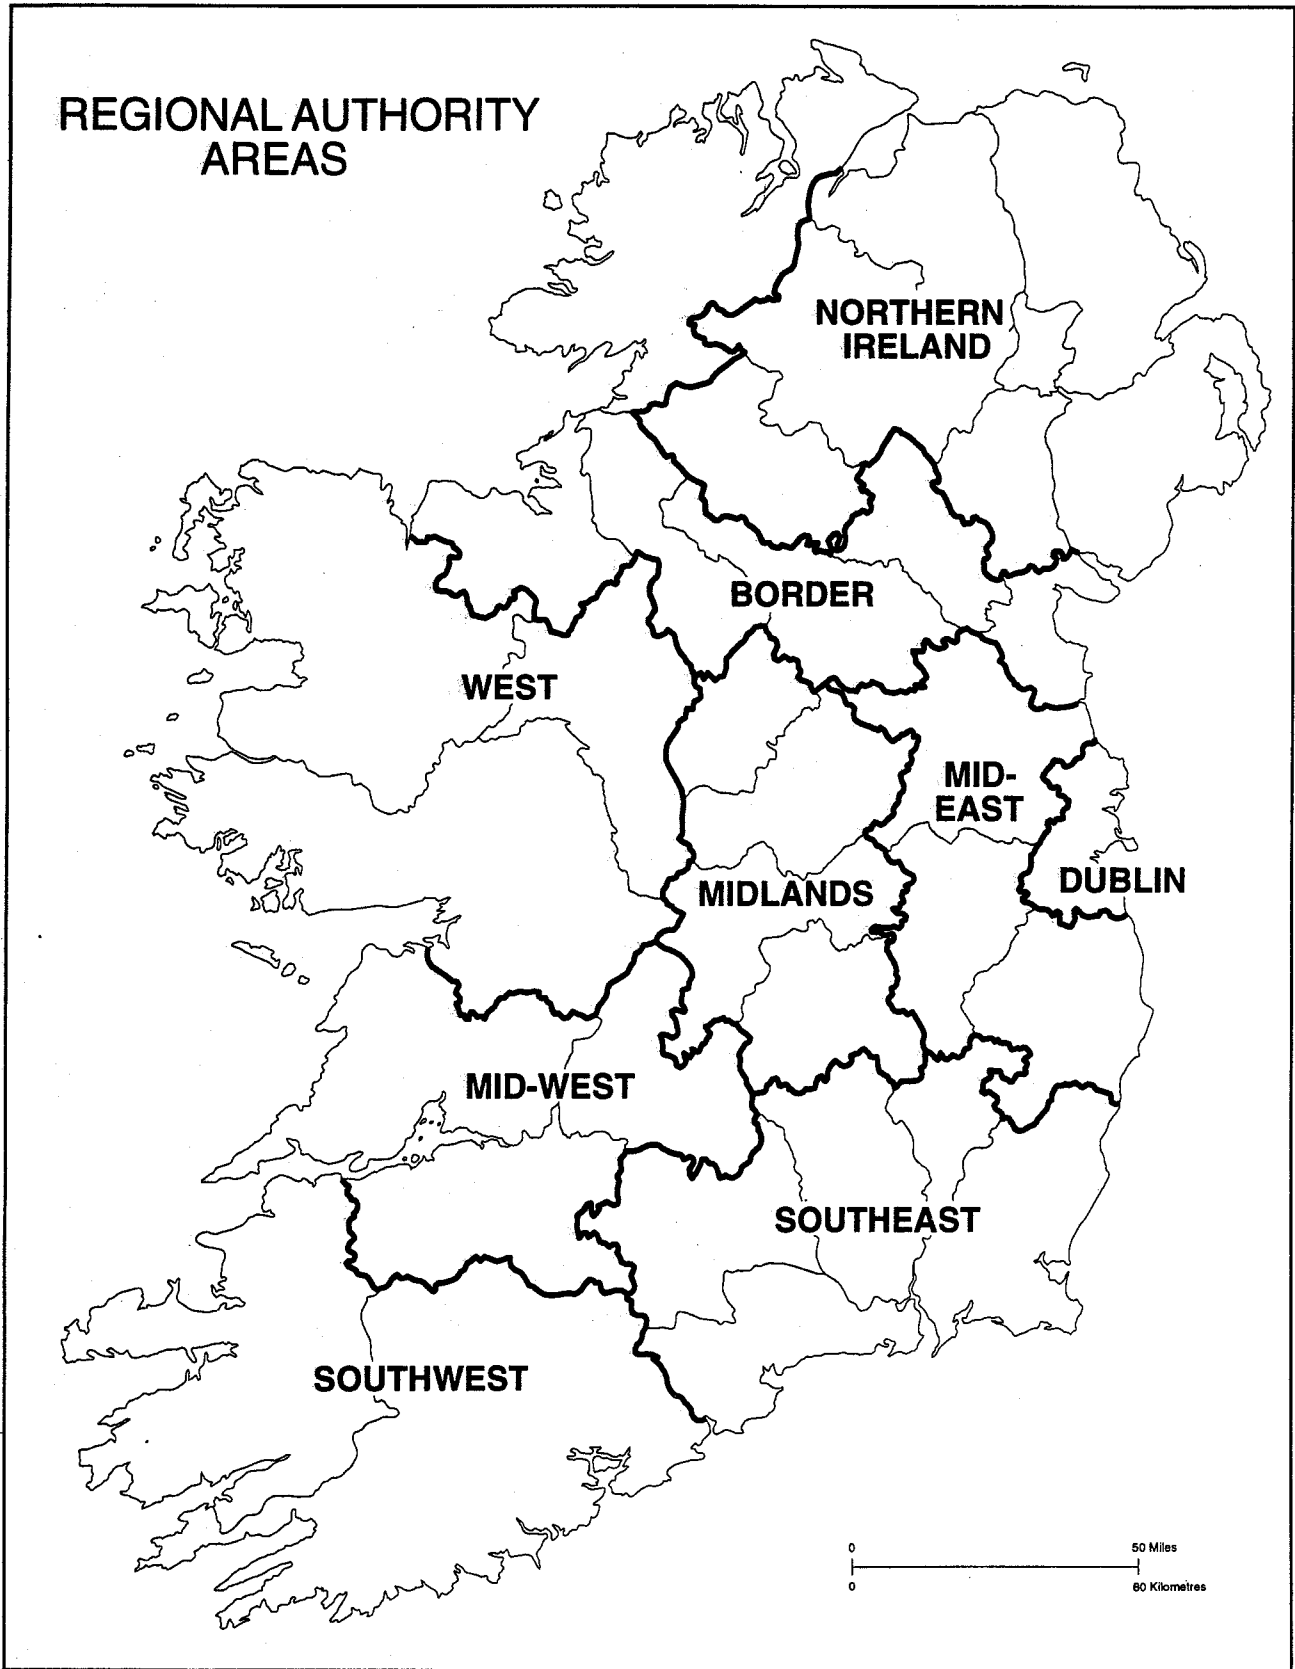 REGIONAL AUTHORITY
AREAS
NORTHERN
IRELAND
BORDER
WEST
MID-
EAST
DUBLIN
MIDLANDS
MID-WEST
SOUTHEAST
SOUTHWEST
0 50 Miles
0 80 Kilometres